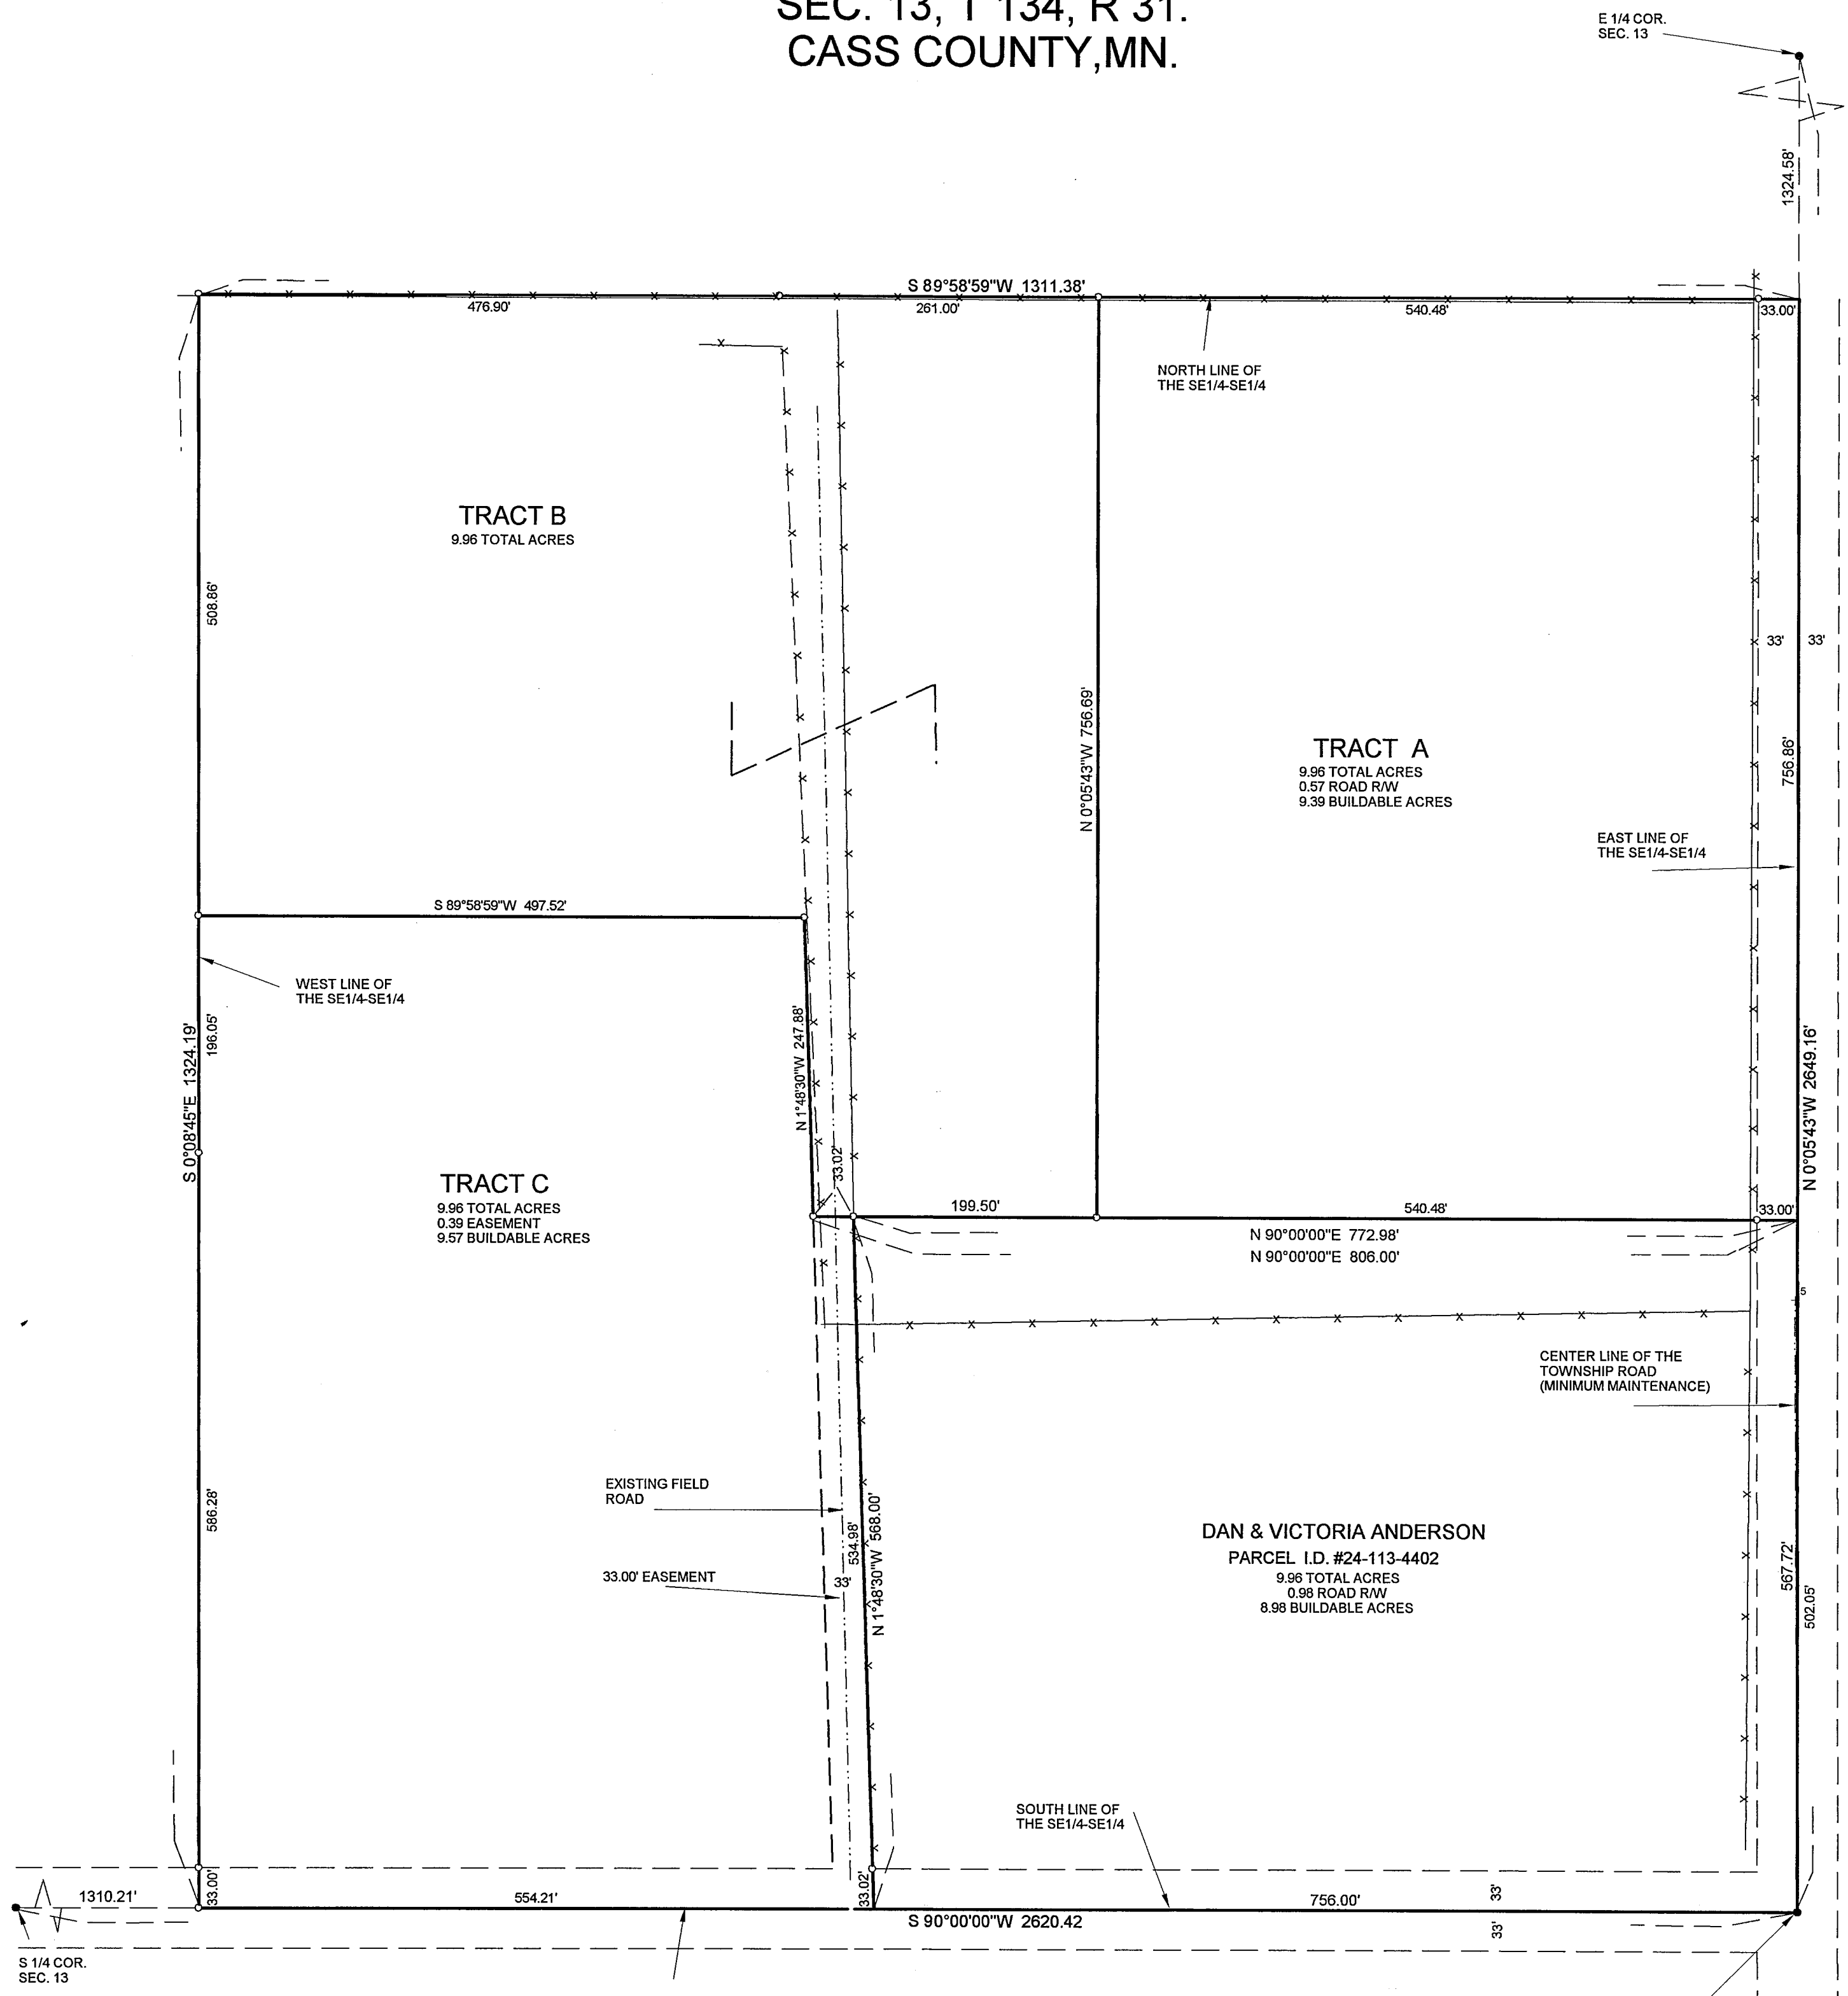 SEC. 13, T 134, R 31.
CASS COUNTY,MN.
E 1/4 COR.
SEC. 13
1324.58'
S 89°58'59"W 1311.38'
476.90'
261.00'
540.48'
33.00'
NORTH LINE OF
THE SE1/4-SE1/4
TRACT B
9.96 TOTAL ACRES
508.86'
33'
33'
N 0°05'43"W 756.69'
TRACT A
9.96 TOTAL ACRES
0.57 ROAD R/W
9.39 BUILDABLE ACRES
756.86'
EAST LINE OF
THE SE1/4-SE1/4
S 89°58'59"W 497.52'
WEST LINE OF
THE SE1/4-SE1/4
S 0°08'45"E 1324.19'
196.05'
N 1°48'30"W 247.88'
N 0°05'43"W 2649.16'
33.02'
TRACT C
9.96 TOTAL ACRES
0.39 EASEMENT
9.57 BUILDABLE ACRES
199.50'
540.48'
33.00'
N 90°00'00"E 772.98'
N 90°00'00"E 806.00'
5
CENTER LINE OF THE
TOWNSHIP ROAD
(MINIMUM MAINTENANCE)
EXISTING FIELD
ROAD
586.28'
534.98'
N 1°48'30"W 568.00'
33.00' EASEMENT
33'
DAN & VICTORIA ANDERSON
PARCEL I.D. #24-113-4402
9.96 TOTAL ACRES
0.98 ROAD R/W
8.98 BUILDABLE ACRES
567.72'
502.05'
SOUTH LINE OF
THE SE1/4-SE1/4
1310.21'
33.00'
554.21'
33.02'
756.00'
33'
S 90°00'00"W 2620.42
33'
S 1/4 COR.
SEC. 13